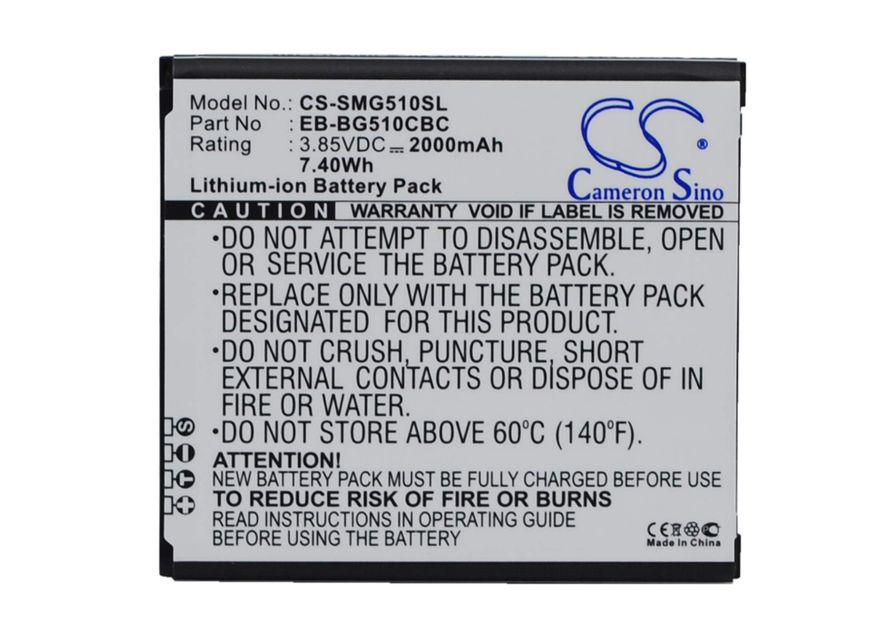 Model No.: CS-SMG510SL
Part No : EB-BG510CBC
Rating : 3.85VDC ⎓ 2000mAh
7.40Wh
Lithium-ion Battery Pack
CS ®
Cameron Sino
CAUTION WARRANTY VOID IF LABEL IS REMOVED
·DO NOT ATTEMPT TO DISASSEMBLE, OPEN
OR SERVICE THE BATTERY PACK.
·REPLACE ONLY WITH THE BATTERY PACK
DESIGNATED FOR THIS PRODUCT.
·DO NOT CRUSH, PUNCTURE, SHORT
EXTERNAL CONTACTS OR DISPOSE OF IN
FIRE OR WATER.
·DO NOT STORE ABOVE 60°C (140°F).
ATTENTION!
NEW BATTERY PACK MUST BE FULLY CHARGED BEFORE USE
TO REDUCE RISK OF FIRE OR BURNS
READ INSTRUCTIONS IN OPERATING GUIDE
BEFORE USING THE BATTERY
CE
Made In China